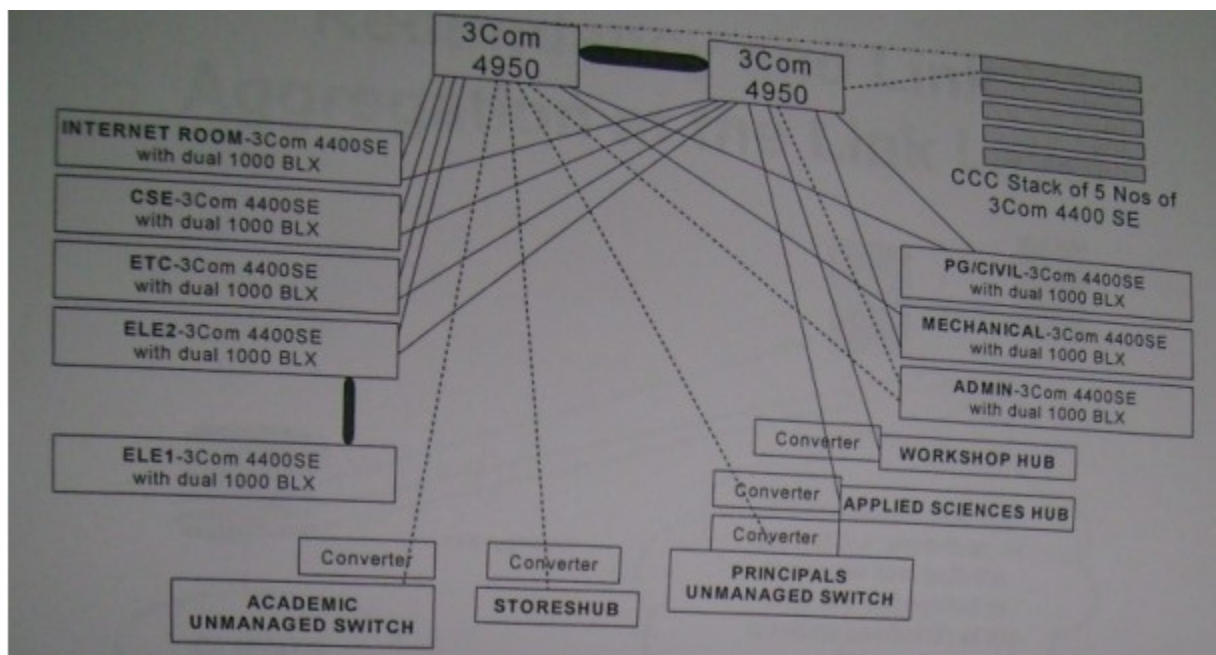 3Com
4950
3Com
4950
INTERNET ROOM-3Com 4400SE
with dual 1000 BLX
CSE-3Com 4400SE
with dual 1000 BLX
ETC-3Com 4400SE
with dual 1000 BLX
ELE2-3Com 4400SE
with dual 1000 BLX
ELE1-3Com 4400SE
with dual 1000 BLX
CCC Stack of 5 Nos of
3Com 4400 SE
PG/CIVIL-3Com 4400SE
with dual 1000 BLX
MECHANICAL-3Com 4400SE
with dual 1000 BLX
ADMIN-3Com 4400SE
with dual 1000 BLX
Converter
WORKSHOP HUB
Converter
APPLIED SCIENCES HUB
Converter
PRINCIPALS
UNMANAGED SWITCH
Converter
STORESHUB
Converter
ACADEMIC
UNMANAGED SWITCH